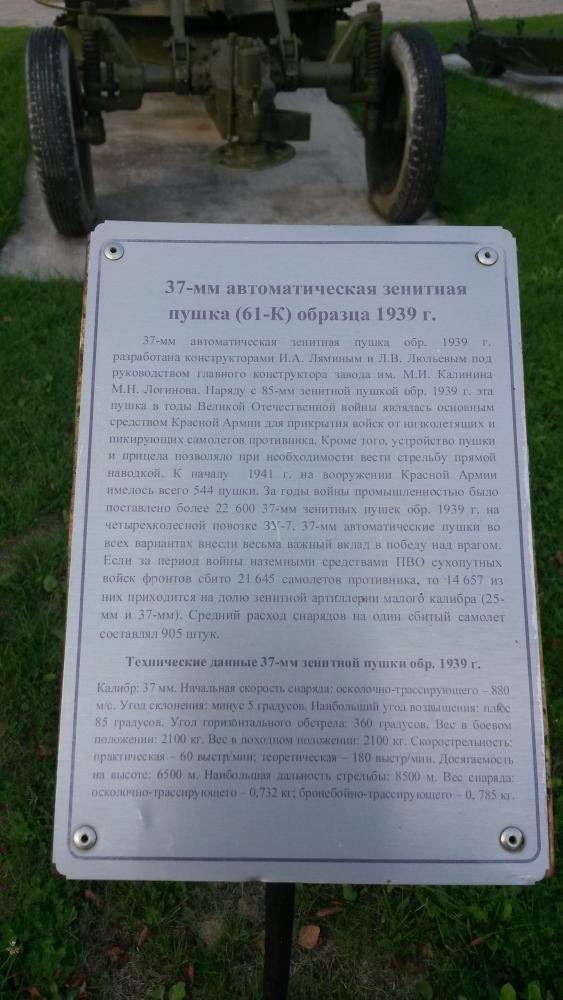 37-мм автоматическая зенитная
пушка (61-К) образца 1939 г.
37-мм автоматическая зенитная пушка обр. 1939 г.
разработана конструкторами И.А. Ляминым и Л.В. Люльевым под
руководством главного конструктора завода им. М.И. Калинина
М.Н. Логинова. Наряду с 85-мм зенитной пушкой обр. 1939 г. эта
пушка в годы Великой Отечественной войны являлась основным
средством Красной Армии для прикрытия войск от низколетящих и
пикирующих самолетов противника. Кроме того, устройство пушки
и прицела позволяло при необходимости вести стрельбу прямой
наводкой. К началу 1941 г. на вооружении Красной Армии
имелось всего 544 пушки. За годы войны промышленностью было
поставлено более 22 600 37-мм зенитных пушек обр. 1939 г. на
четырехколесной повозке ЗУ-7. 37-мм автоматические пушки во
всех вариантах внесли весьма важный вклад в победу над врагом.
Если за период войны наземными средствами ПВО сухопутных
войск фронтов сбито 21 645 самолетов противника, то 14 657 из
них приходится на долю зенитной артиллерии малого калибра (25-
мм и 37-мм). Средний расход снарядов на один сбитый самолет
составлял 905 штук.
Технические данные 37-мм зенитной пушки обр. 1939 г.
Калибр: 37 мм. Начальная скорость снаряда: осколочно-трассирующего – 880
м/с. Угол склонения: минус 5 градусов. Наибольший угол возвышения: плюс
85 градусов. Угол горизонтального обстрела: 360 градусов. Вес в боевом
положении: 2100 кг. Вес в походном положении: 2100 кг. Скорострельность:
практическая – 60 выстр/мин; теоретическая – 180 выстр/мин. Досягаемость
на высоте: 6500 м. Наибольшая дальность стрельбы: 8500 м. Вес снаряда:
осколочно-трассирующего – 0,732 кг; бронебойно-трассирующего – 0, 785 кг.